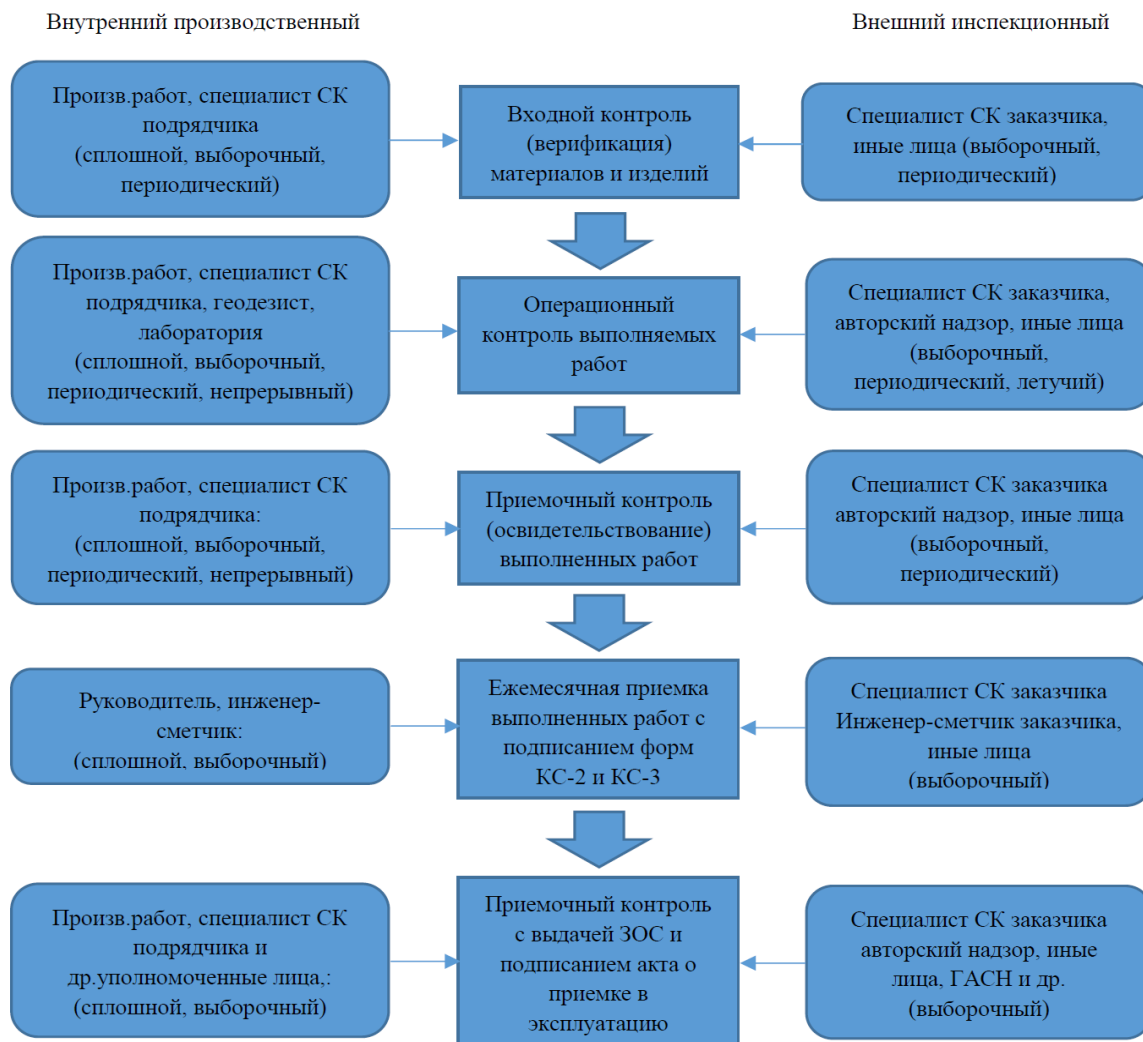 Внутренний производственный
Внешний инспекционный
Произв.работ, специалист СК
подрядчика
(сплошной, выборочный,
периодический)
Входной контроль
(верификация)
материалов и изделий
Специалист СК заказчика,
иные лица (выборочный,
периодический)
Произв.работ, специалист СК
подрядчика, геодезист,
лаборатория
(сплошной, выборочный,
периодический, непрерывный)
Операционный
контроль выполняемых
работ
Специалист СК заказчика,
авторский надзор, иные лица
(выборочный,
периодический, летучий)
Произв.работ, специалист СК
подрядчика:
(сплошной, выборочный,
периодический, непрерывный)
Приемочный контроль
(освидетельствование)
выполненных работ
Специалист СК заказчика
авторский надзор, иные лица
(выборочный,
периодический)
Руководитель, инженер-
сметчик:
(сплошной, выборочный)
Ежемесячная приемка
выполненных работ с
подписанием форм
КС-2 и КС-3
Специалист СК заказчика
Инженер-сметчик заказчика,
иные лица
(выборочный)
Произв.работ, специалист СК
подрядчика и
др.уполномоченные лица,:
(сплошной, выборочный)
Приемочный контроль
с выдачей ЗОС и
подписанием акта о
приемке в
эксплуатацию
Специалист СК заказчика
авторский надзор, иные
лица, ГАСН и др.
(выборочный)